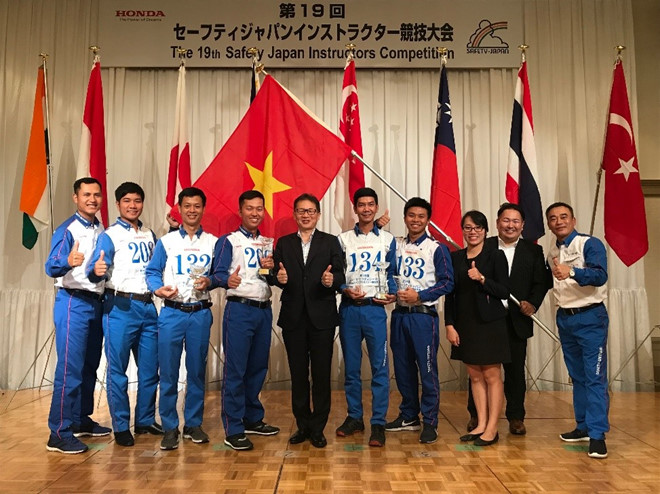 HONDA
The Power of Dreams
第19回
セーフティジャパンインストラクター競技大会
The 19th Safety Japan Instructors Competition
SAFETY-JAPAN
208
132
134
133